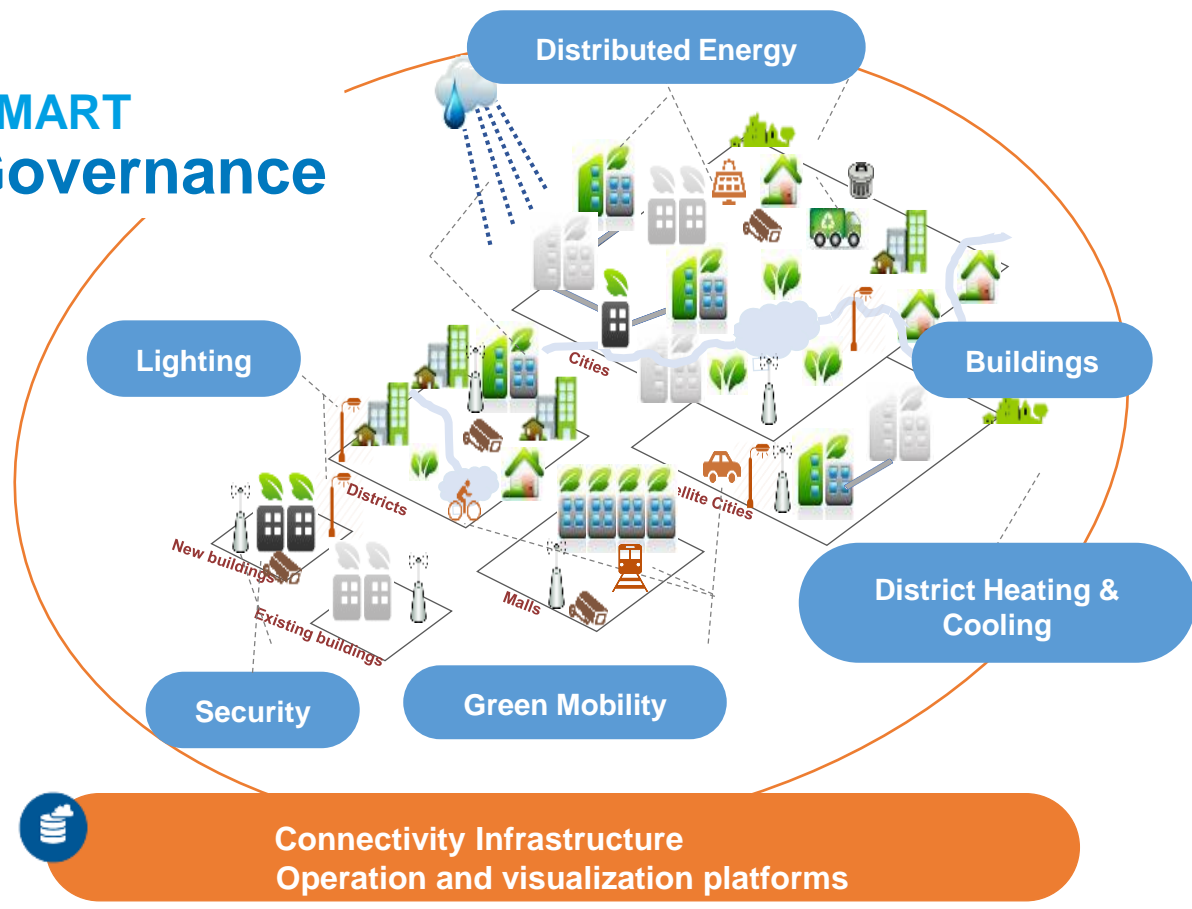 Distributed Energy
MART
Governance
Lighting
Cities
Buildings
Districts
ellite Cities
New buildings
Malls
Existing buildings
District Heating &
Cooling
Security
Green Mobility
Connectivity Infrastructure
Operation and visualization platforms